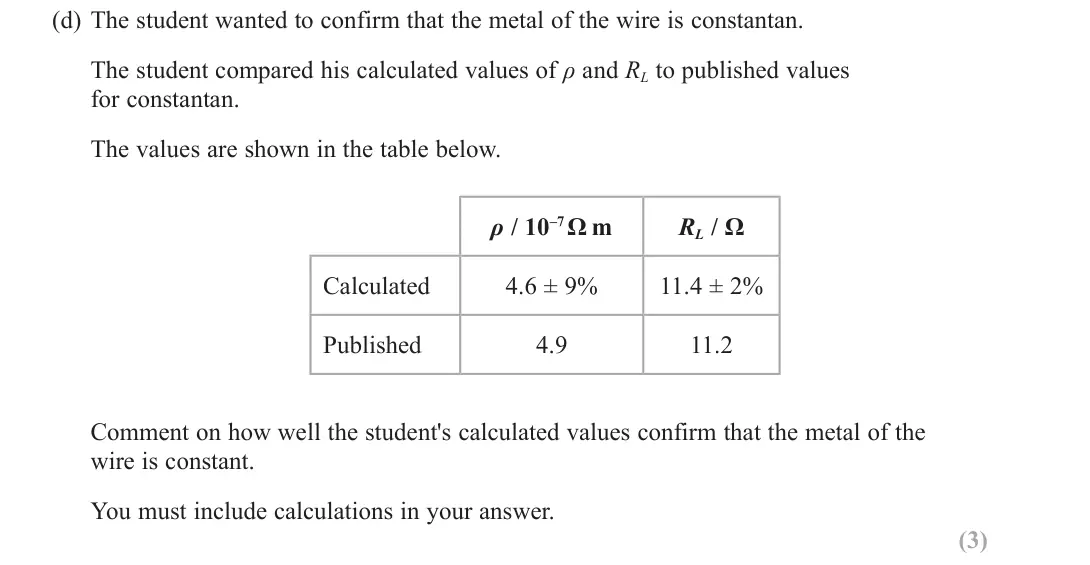 (d) The student wanted to confirm that the metal of the wire is constantan.
The student compared his calculated values of ρ and R_L to published values
for constantan.
The values are shown in the table below.
ρ / 10⁻⁷ Ω m R_L / Ω
Calculated 4.6 ± 9% 11.4 ± 2%
Published 4.9 11.2
Comment on how well the student's calculated values confirm that the metal of the
wire is constant.
You must include calculations in your answer.
(3)